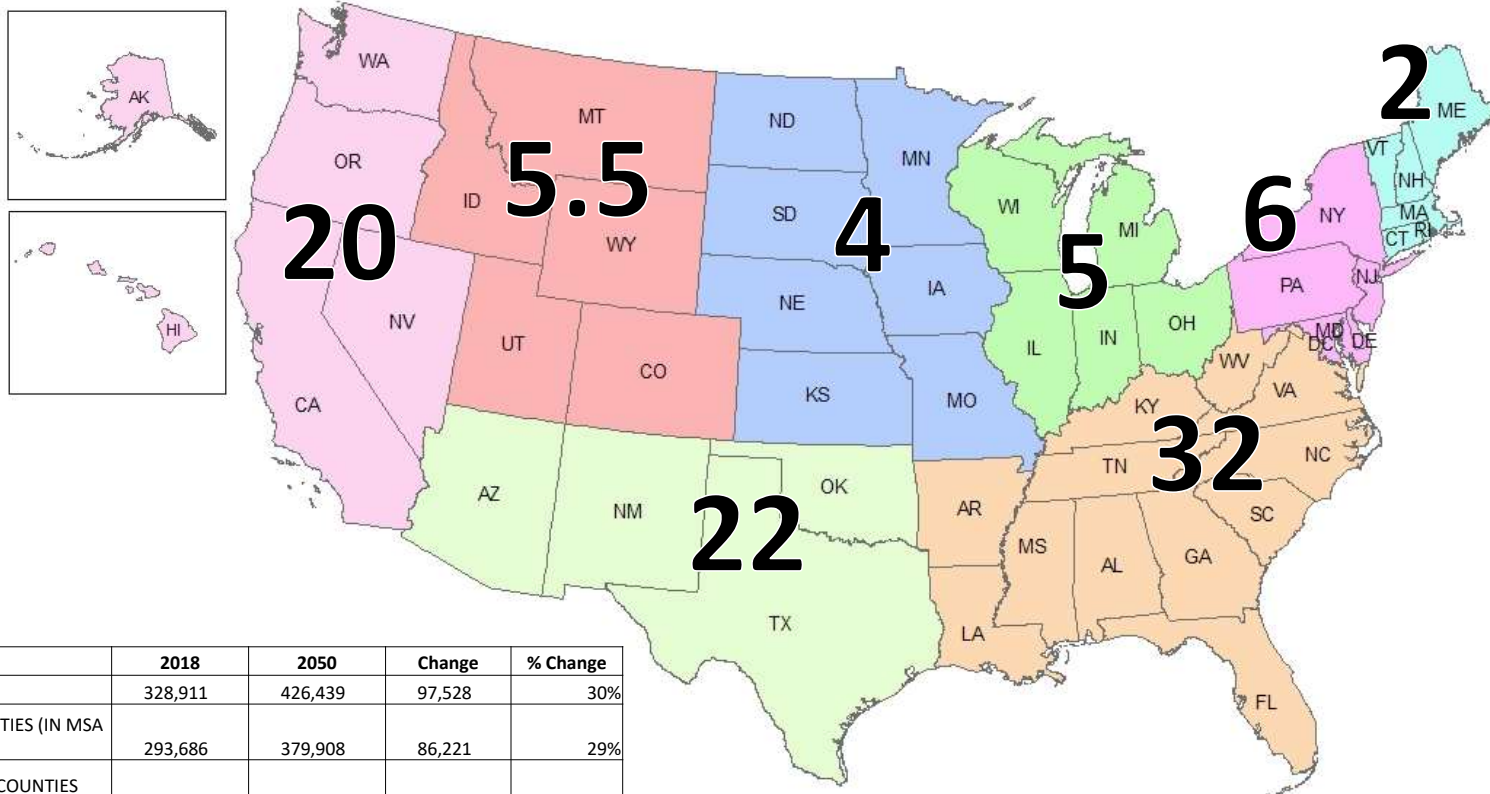 2
WA
ME
AK
MT
ND
VT
MN
OR
5.5
NH
ID
SD
WI
6
NY
MA
20
4
MI
CT RI
WY
5
NE
IA
PA
NJ
NV
HI
OH
MD
DC
DE
UT
IL
IN
WV
CO
VA
CA
KS
MO
KY
32
NC
TN
AZ
OK
NM
22
AR
SC
MS
AL
GA
TX
LA
FL
2018 2050 Change % Change
328,911 426,439 97,528 30%
TIES (IN MSA
293,686 379,908 86,221 29%
COUNTIES